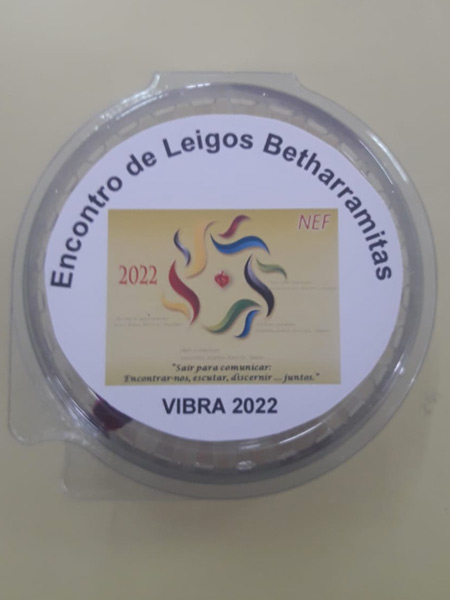 Encontro de Leigos Betharramitas
NEF
2022
"Sair para comunicar:
Encontrar-nos, escutar, discernir ... juntos."
VIBRA 2022